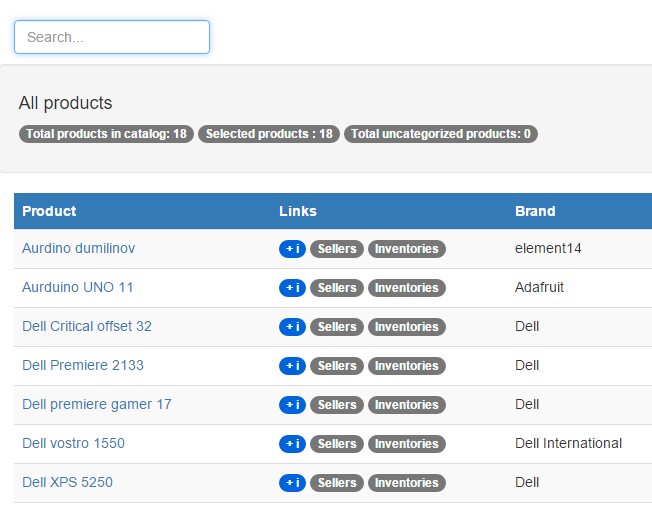 Search...
All products
Total products in catalog: 18 Selected products : 18 Total uncategorized products: 0
Product Links Brand
Aurdino dumilinov + i Sellers Inventories element14
Aurduino UNO 11 + i Sellers Inventories Adafruit
Dell Critical offset 32 + i Sellers Inventories Dell
Dell Premiere 2133 + i Sellers Inventories Dell
Dell premiere gamer 17 + i Sellers Inventories Dell
Dell vostro 1550 + i Sellers Inventories Dell International
Dell XPS 5250 + i Sellers Inventories Dell